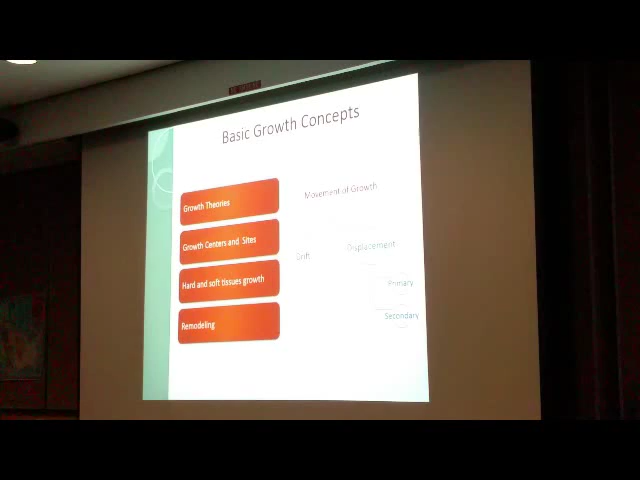 Basic Growth Concepts
Growth Theories
Growth Centers and Sites
Hard and soft tissues growth
Remodeling
Movement of Growth
Drift
Displacement
Primary
Secondary